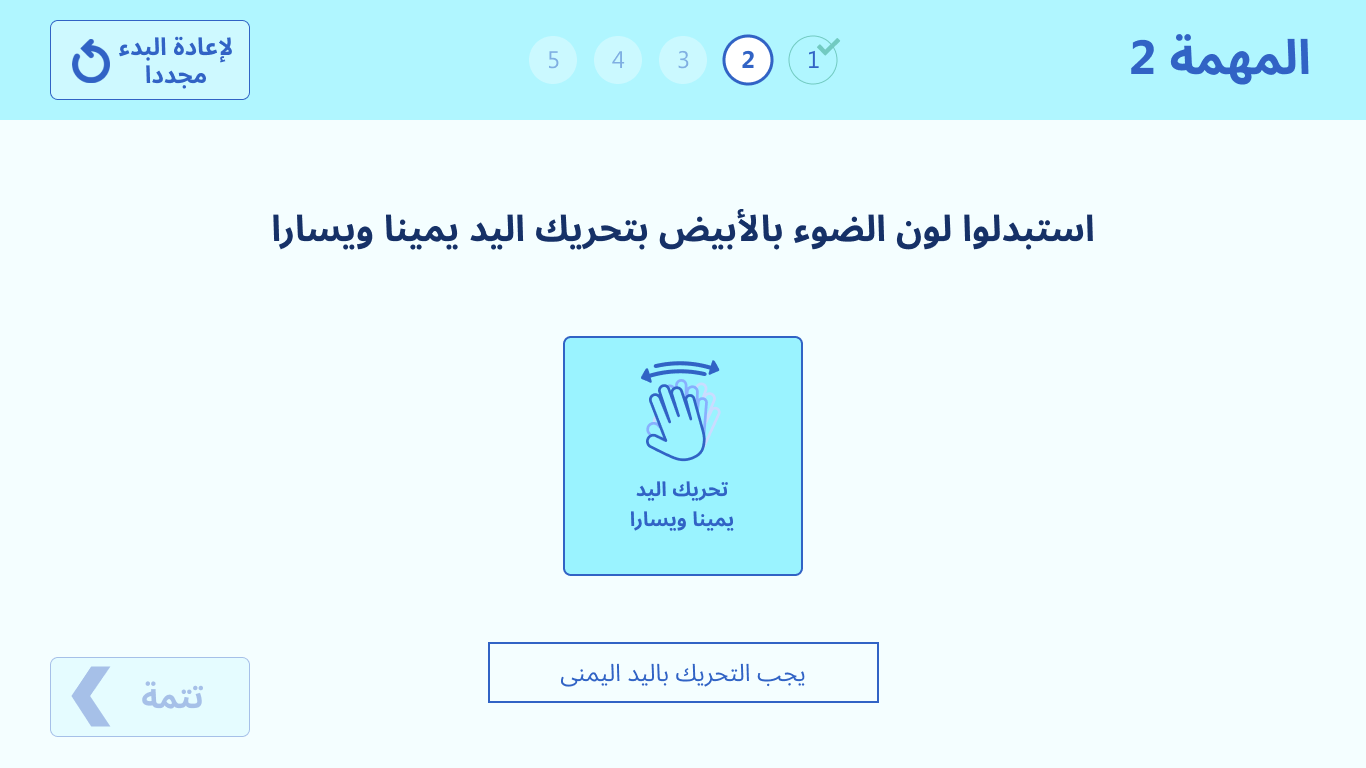 المهمة 2
1 2 3 4 5
لإعادة البدء
مجددا
استبدلوا لون الضوء بالأبيض بتحريك اليد يمينا ويسارا
تحريك اليد
يمينا ويسارا
يجب التحريك باليد اليمنى
تتمة